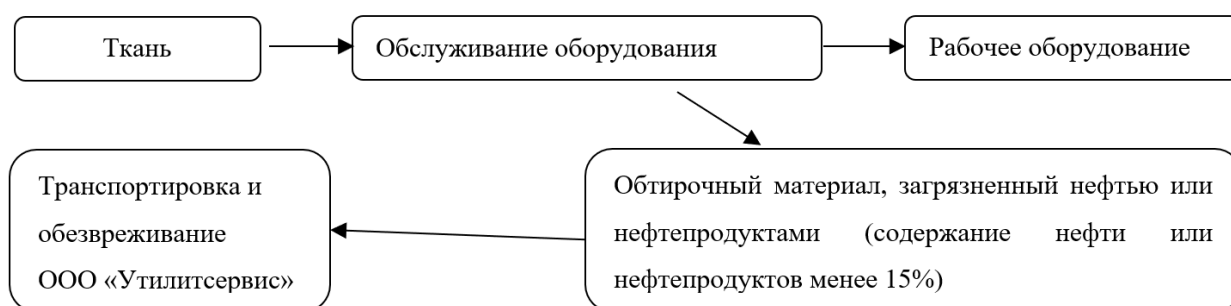 Ткань
Обслуживание оборудования
Рабочее оборудование
Транспортировка и
обезвреживание
ООО «Утилитсервис»
Обтирочный материал, загрязненный нефтью или
нефтепродуктами (содержание нефти или
нефтепродуктов менее 15%)